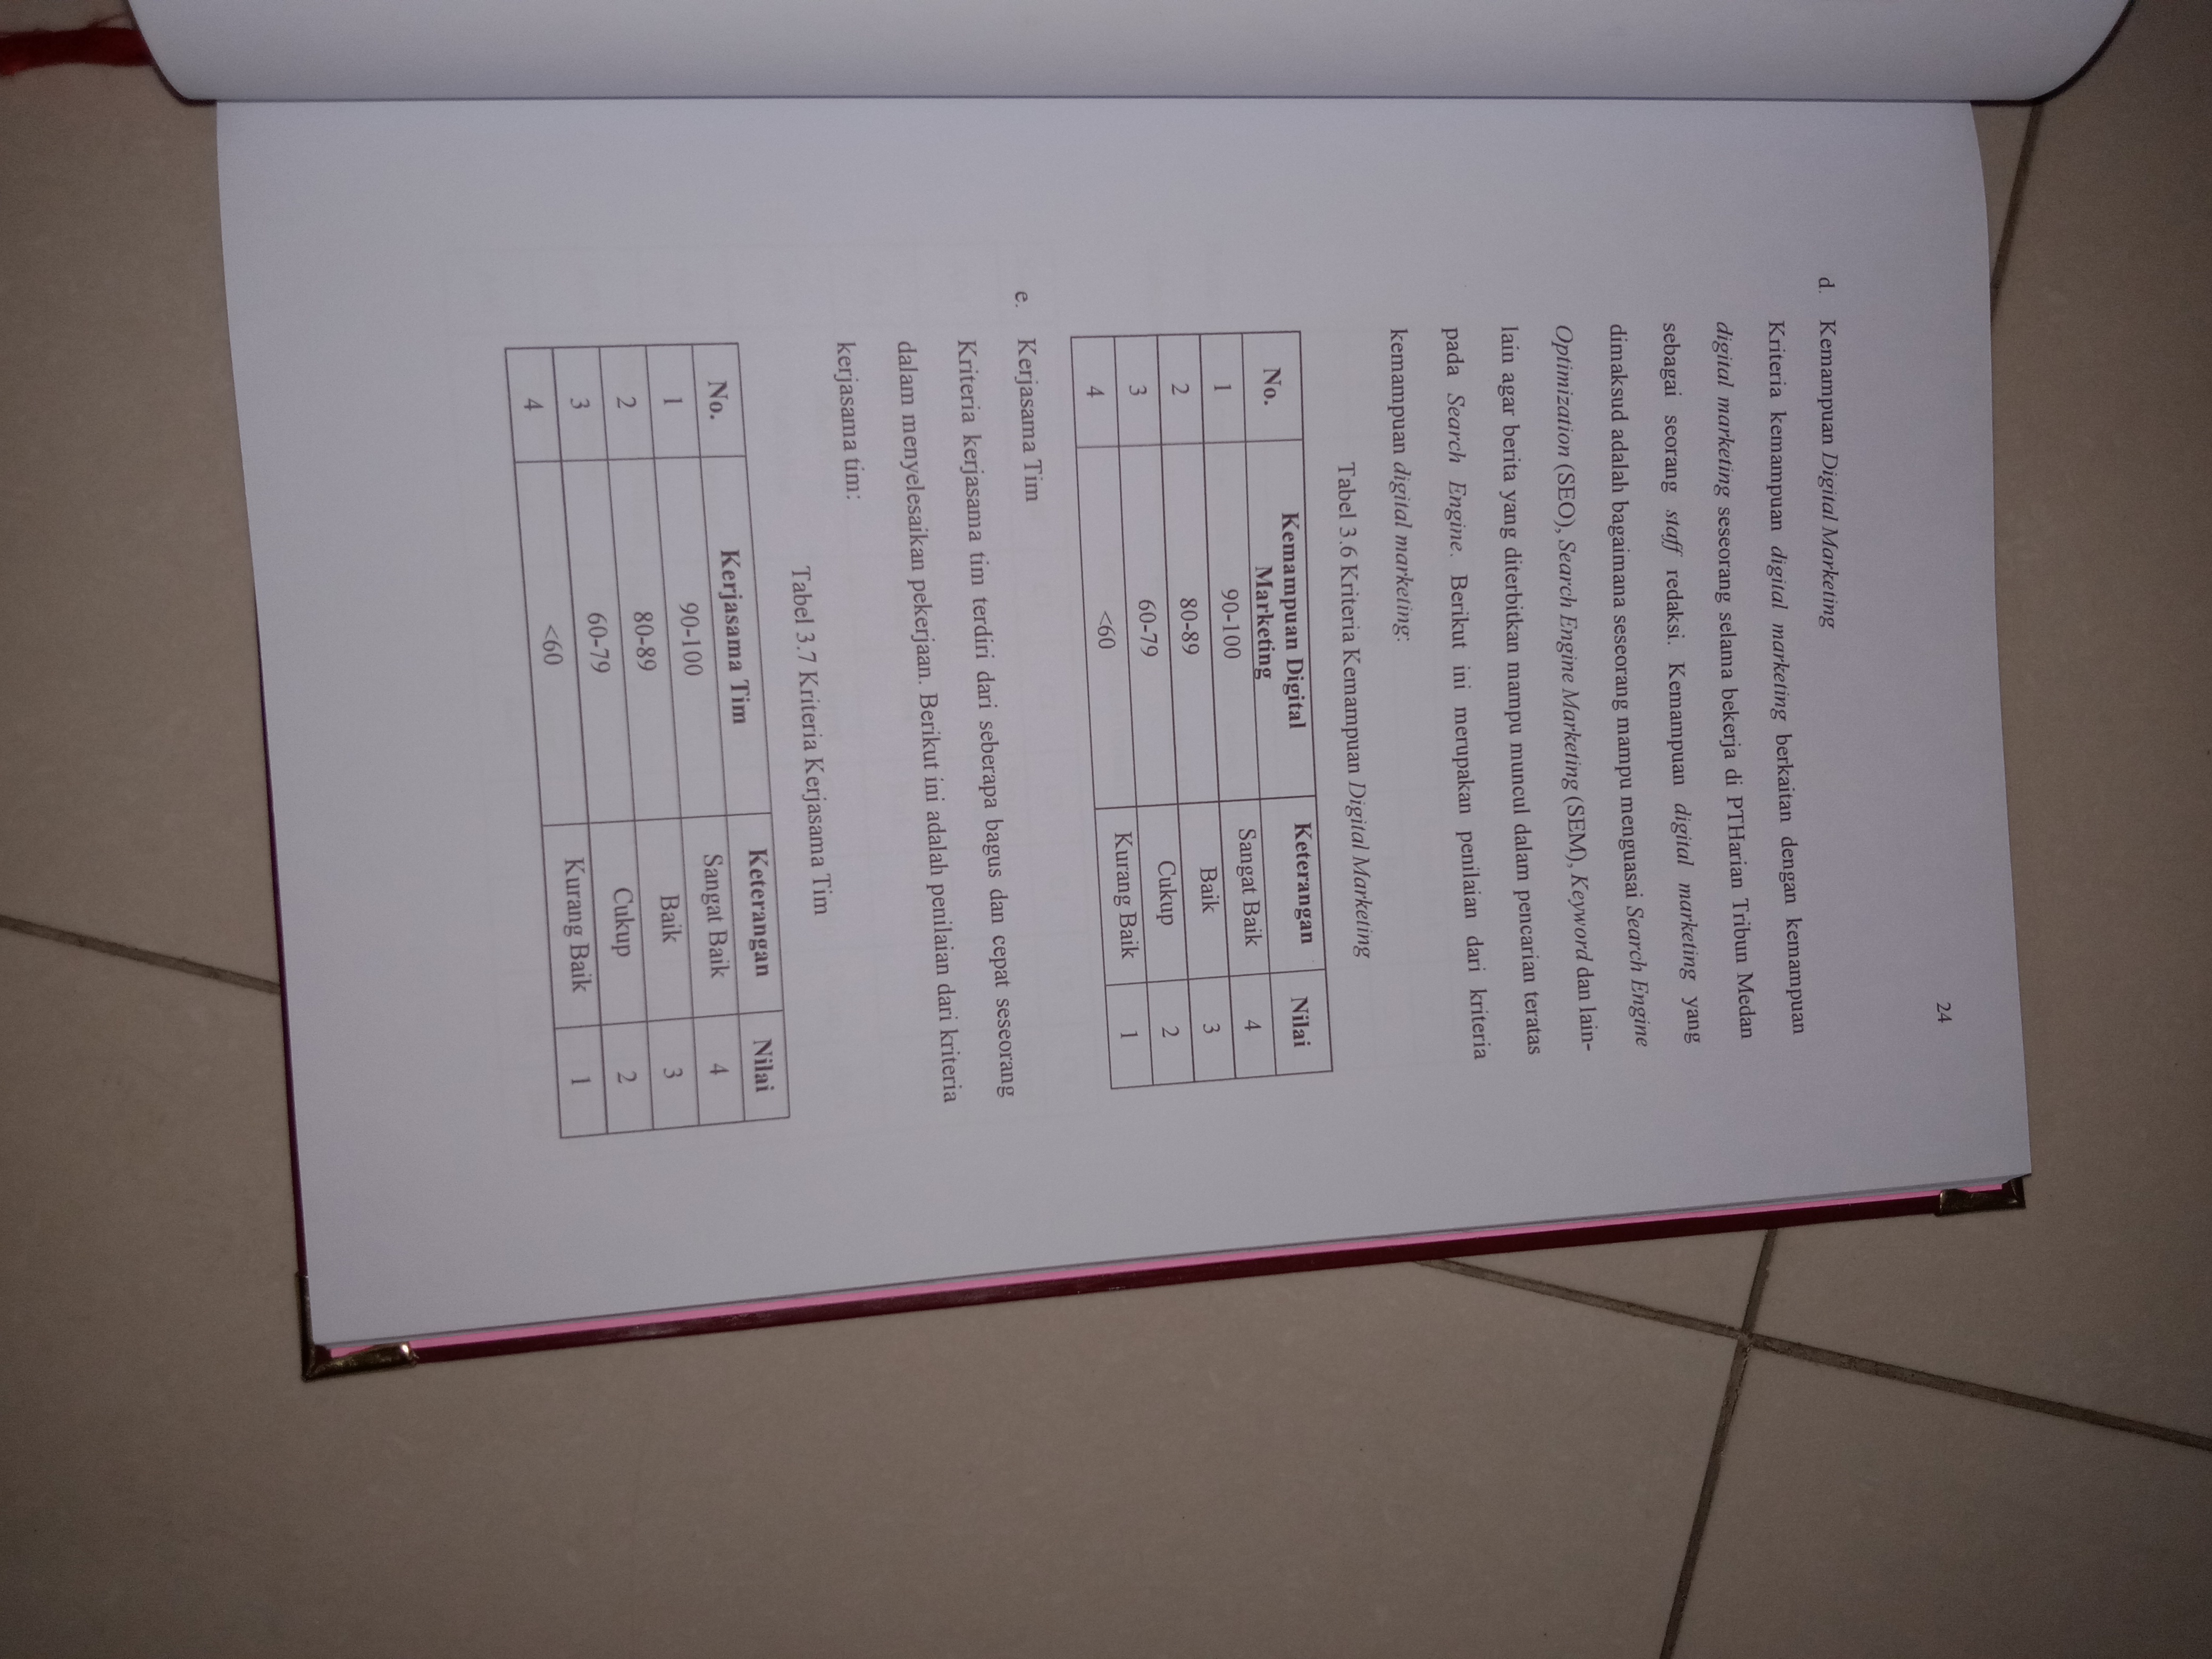 24
d. Kemampuan Digital Marketing
Kriteria kemampuan digital marketing berkaitan dengan kemampuan
digital marketing seseorang selama bekerja di PTHarian Tribun Medan
sebagai seorang staff redaksi. Kemampuan digital marketing yang
dimaksud adalah bagaimana seseorang mampu menguasai Search Engine
Optimization (SEO), Search Engine Marketing (SEM), Keyword dan lain-
lain agar berita yang diterbitkan mampu muncul dalam pencarian teratas
pada Search Engine. Berikut ini merupakan penilaian dari kriteria
kemampuan digital marketing:
Tabel 3.6 Kriteria Kemampuan Digital Marketing
No. Kemampuan Digital Marketing Keterangan Nilai
1 90-100 Sangat Baik 4
2 80-89 Baik 3
3 60-79 Cukup 2
4 <60 Kurang Baik 1
e. Kerjasama Tim
Kriteria kerjasama tim terdiri dari seberapa bagus dan cepat seseorang
dalam menyelesaikan pekerjaan. Berikut ini adalah penilaian dari kriteria
kerjasama tim:
Tabel 3.7 Kriteria Kerjasama Tim
No. Kerjasama Tim Keterangan Nilai
1 90-100 Sangat Baik 4
2 80-89 Baik 3
3 60-79 Cukup 2
4 <60 Kurang Baik 1